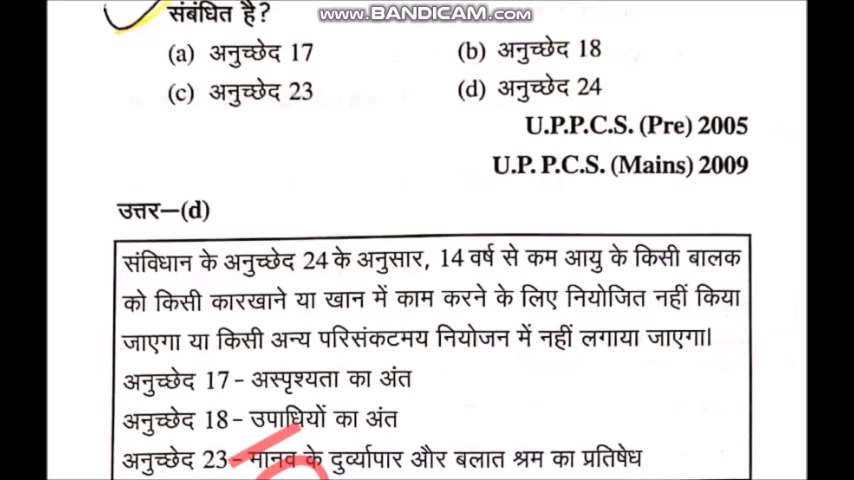 WWW.BANDICAM.COM
संबंधित है?
(a) अनुच्छेद 17 (b) अनुच्छेद 18
(c) अनुच्छेद 23 (d) अनुच्छेद 24
U.P.P.C.S. (Pre) 2005
U.P. P.C.S. (Mains) 2009
उत्तर—(d)
संविधान के अनुच्छेद 24 के अनुसार, 14 वर्ष से कम आयु के किसी बालक
को किसी कारखाने या खान में काम करने के लिए नियोजित नहीं किया
जाएगा या किसी अन्य परिसंकटमय नियोजन में नहीं लगाया जाएगा।
अनुच्छेद 17 – अस्पृश्यता का अंत
अनुच्छेद 18 – उपाधियों का अंत
अनुच्छेद 23 – मानव के दुर्व्यापार और बलात श्रम का प्रतिषेध